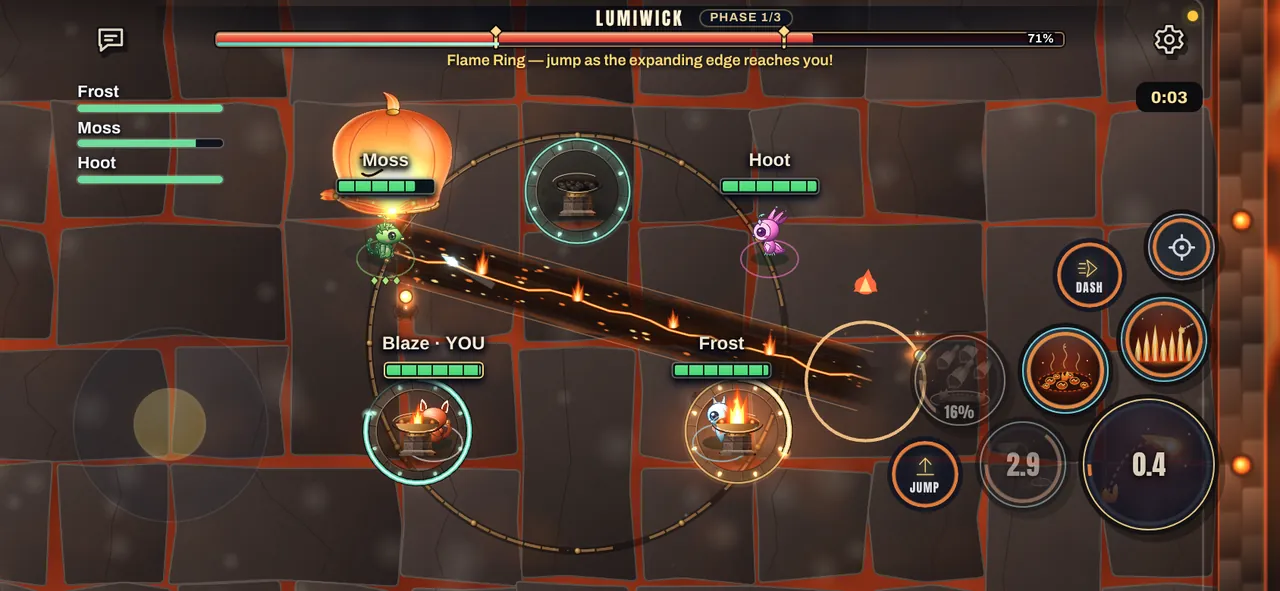 LUMIWICK PHASE 1/3
71%
Flame Ring — jump as the expanding edge reaches you!
Frost
Moss
Hoot
0:03
Moss
Hoot
DASH
Blaze · YOU
Frost
16%
2.9
0.4
JUMP